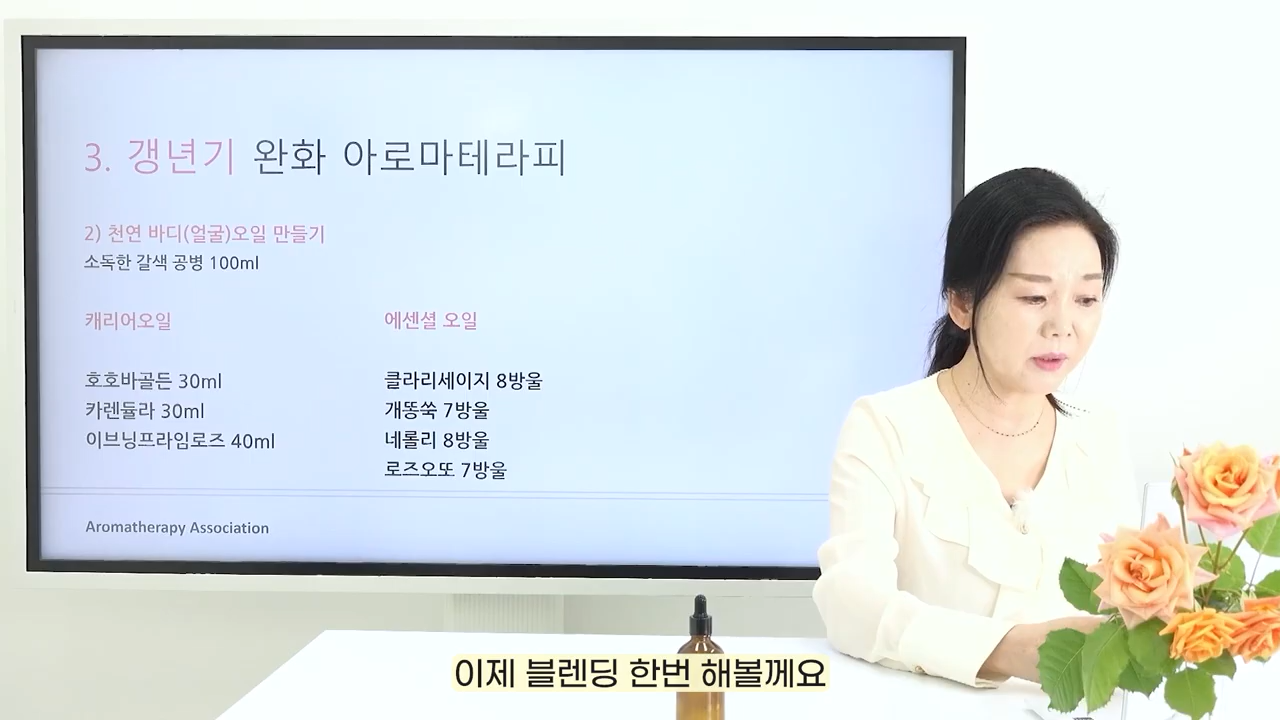 3. 갱년기 완화 아로마테라피
2) 천연 바디(얼굴)오일 만들기
소독한 갈색 공병 100ml
캐리어오일
에센셜 오일
호호바골든 30ml
클라리세이지 8방울
카렌듈라 30ml
개똥쑥 7방울
이브닝프라임로즈 40ml
네롤리 8방울
로즈오또 7방울
Aromatherapy Association
이제 블렌딩 한번 해볼께요